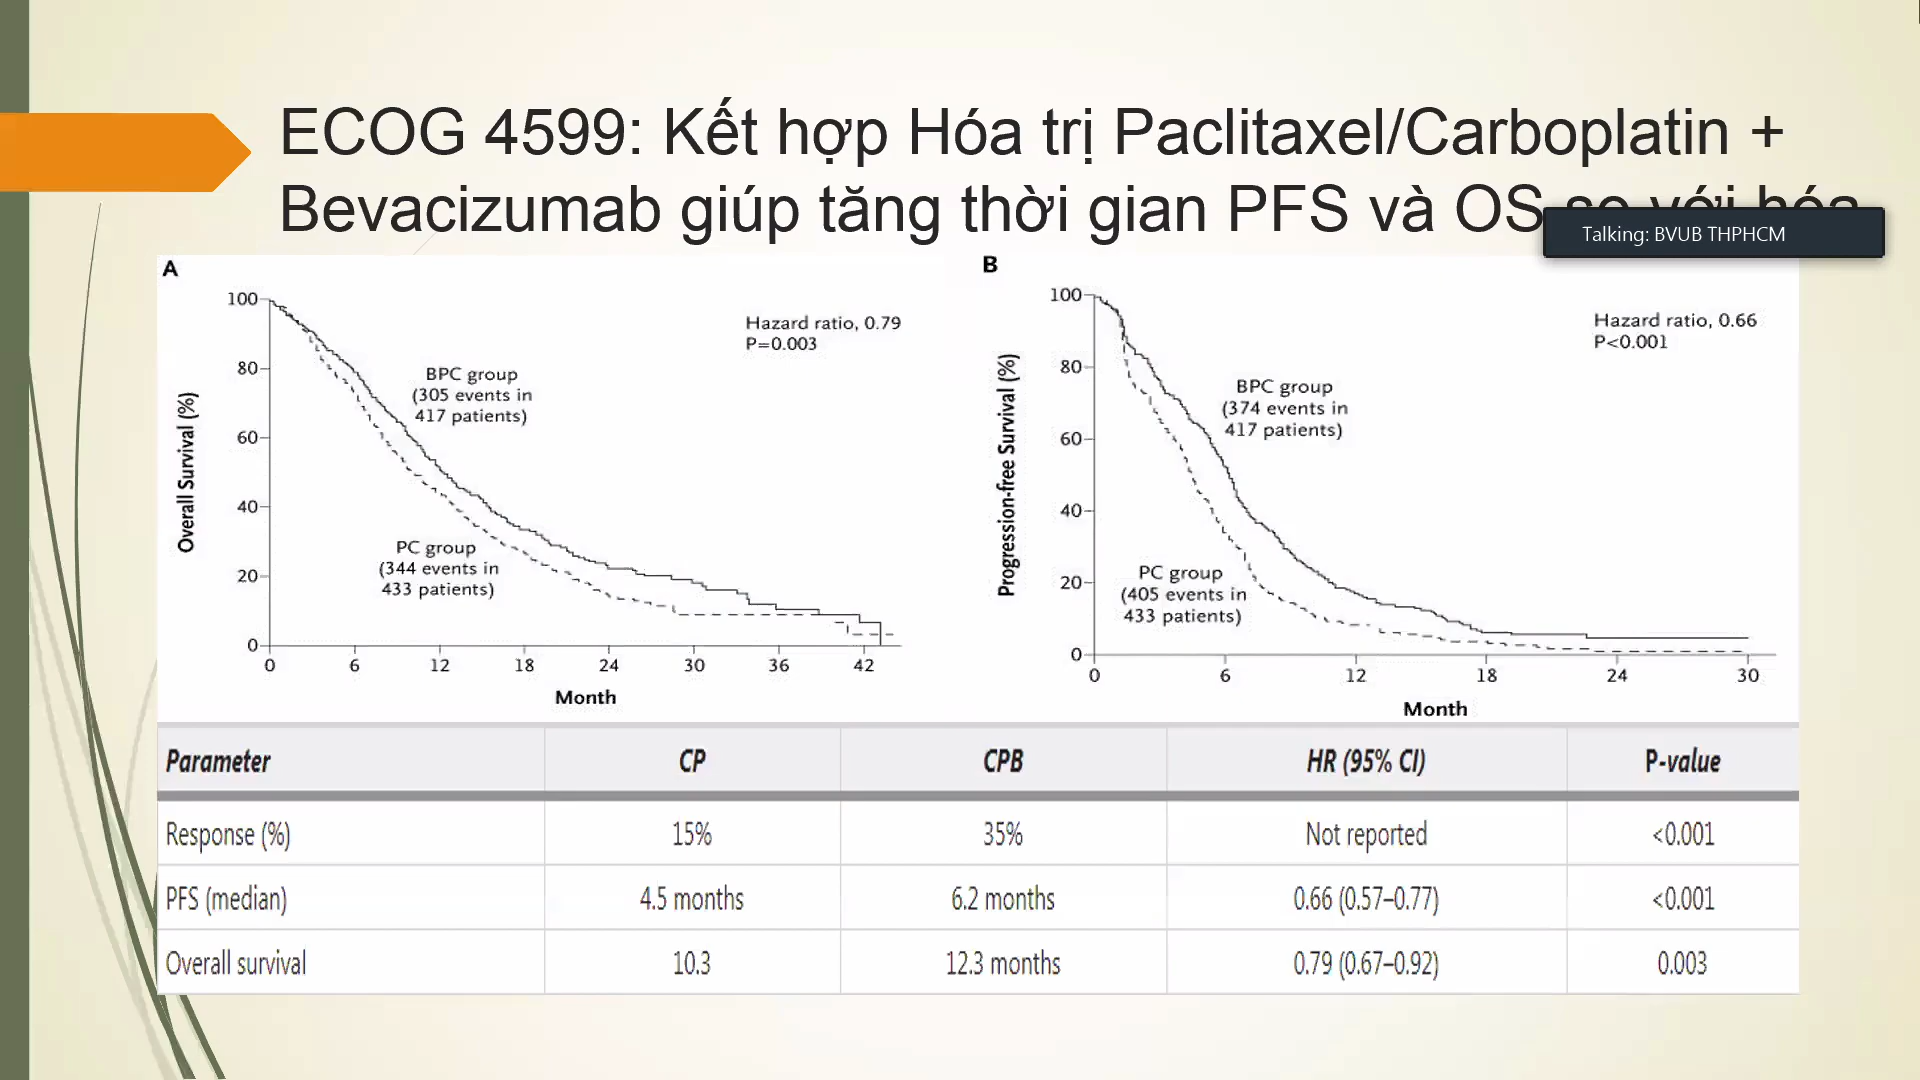 ECOG 4599: Kết hợp Hóa trị Paclitaxel/Carboplatin +
Bevacizumab giúp tăng thời gian PFS và OS so với hóa
Talking: BVUB THPHCM
A
Overall Survival (%)
100
80
60
40
20
0
Hazard ratio, 0.79
P=0.003
BPC group
(305 events in
417 patients)
PC group
(344 events in
433 patients)
0 6 12 18 24 30 36 42
Month
B
Progression-free Survival (%)
100
80
60
40
20
0
Hazard ratio, 0.66
P<0.001
BPC group
(374 events in
417 patients)
PC group
(405 events in
433 patients)
0 6 12 18 24 30
Month
Parameter CP CPB HR (95% CI) P-value
Response (%) 15% 35% Not reported <0.001
PFS (median) 4.5 months 6.2 months 0.66 (0.57–0.77) <0.001
Overall survival 10.3 12.3 months 0.79 (0.67–0.92) 0.003